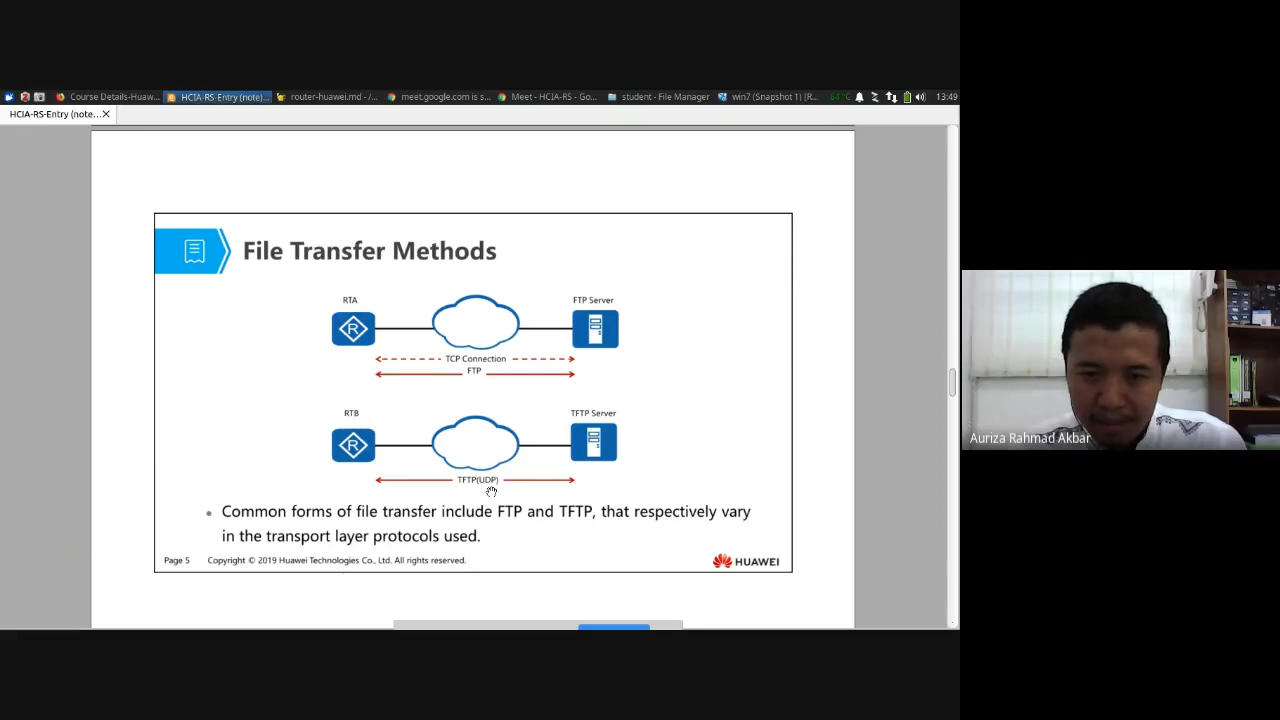 Course Details-Huaw...
HCIA-RS-Entry (note)...
router-huawei.md - /...
meet.google.com is s...
Meet - HCIA-RS - Go...
student - File Manager
win7 (Snapshot 1) [R...
64 °C
13:49
HCIA-RS-Entry (note...
File Transfer Methods
RTA
FTP Server
R
TCP Connection
FTP
RTB
TFTP Server
R
TFTP(UDP)
Common forms of file transfer include FTP and TFTP, that respectively vary
in the transport layer protocols used.
Page 5
Copyright © 2019 Huawei Technologies Co., Ltd. All rights reserved.
HUAWEI
Auriza Rahmad Akbar